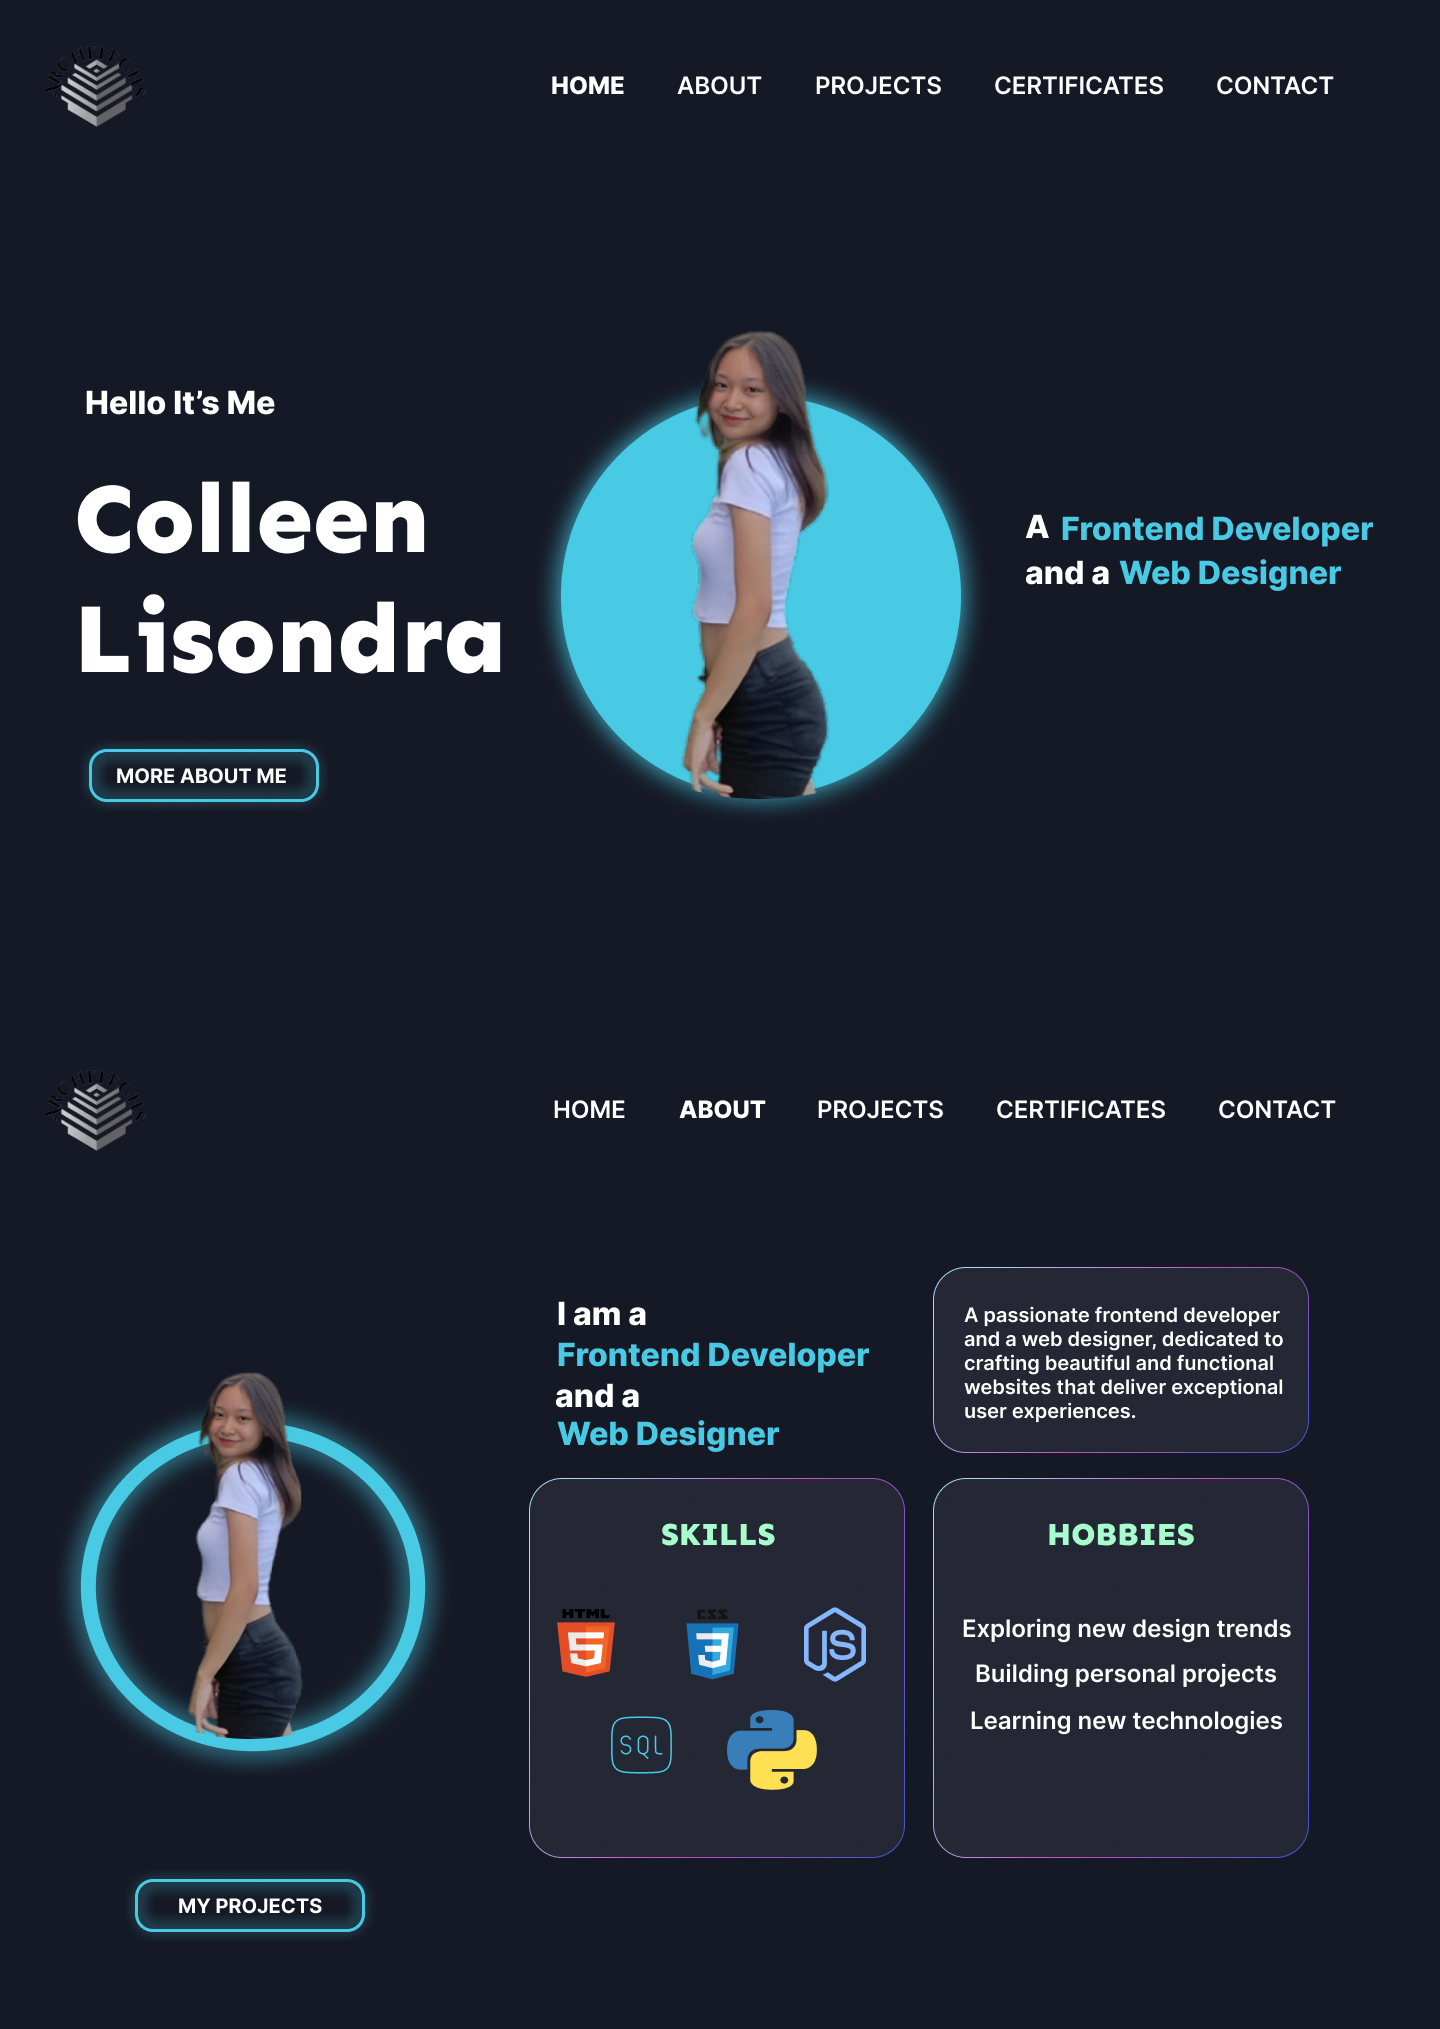 ARCHITECHS
HOME ABOUT PROJECTS CERTIFICATES CONTACT
Hello It’s Me
Colleen
Lisondra
A Frontend Developer
and a Web Designer
MORE ABOUT ME
ARCHITECHS
HOME ABOUT PROJECTS CERTIFICATES CONTACT
I am a
Frontend Developer
and a
Web Designer
A passionate frontend developer
and a web designer, dedicated to
crafting beautiful and functional
websites that deliver exceptional
user experiences.
SKILLS
HTML CSS JS
5 3
SQL
HOBBIES
Exploring new design trends
Building personal projects
Learning new technologies
MY PROJECTS